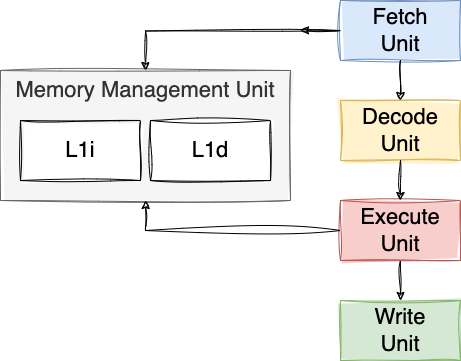 Fetch
Unit
Memory Management Unit
L1i
L1d
Decode
Unit
Execute
Unit
Write
Unit